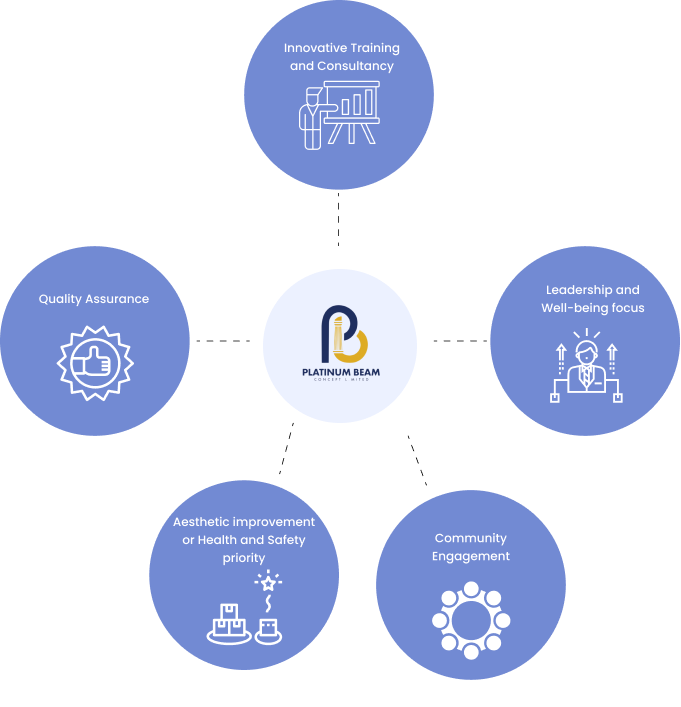 Innovative Training
and Consultancy
Quality Assurance
Leadership and
Well-being focus
PLATINUM BEAM
CONCEPT LIMITED
Aesthetic improvement
or Health and Safety
priority
Community
Engagement